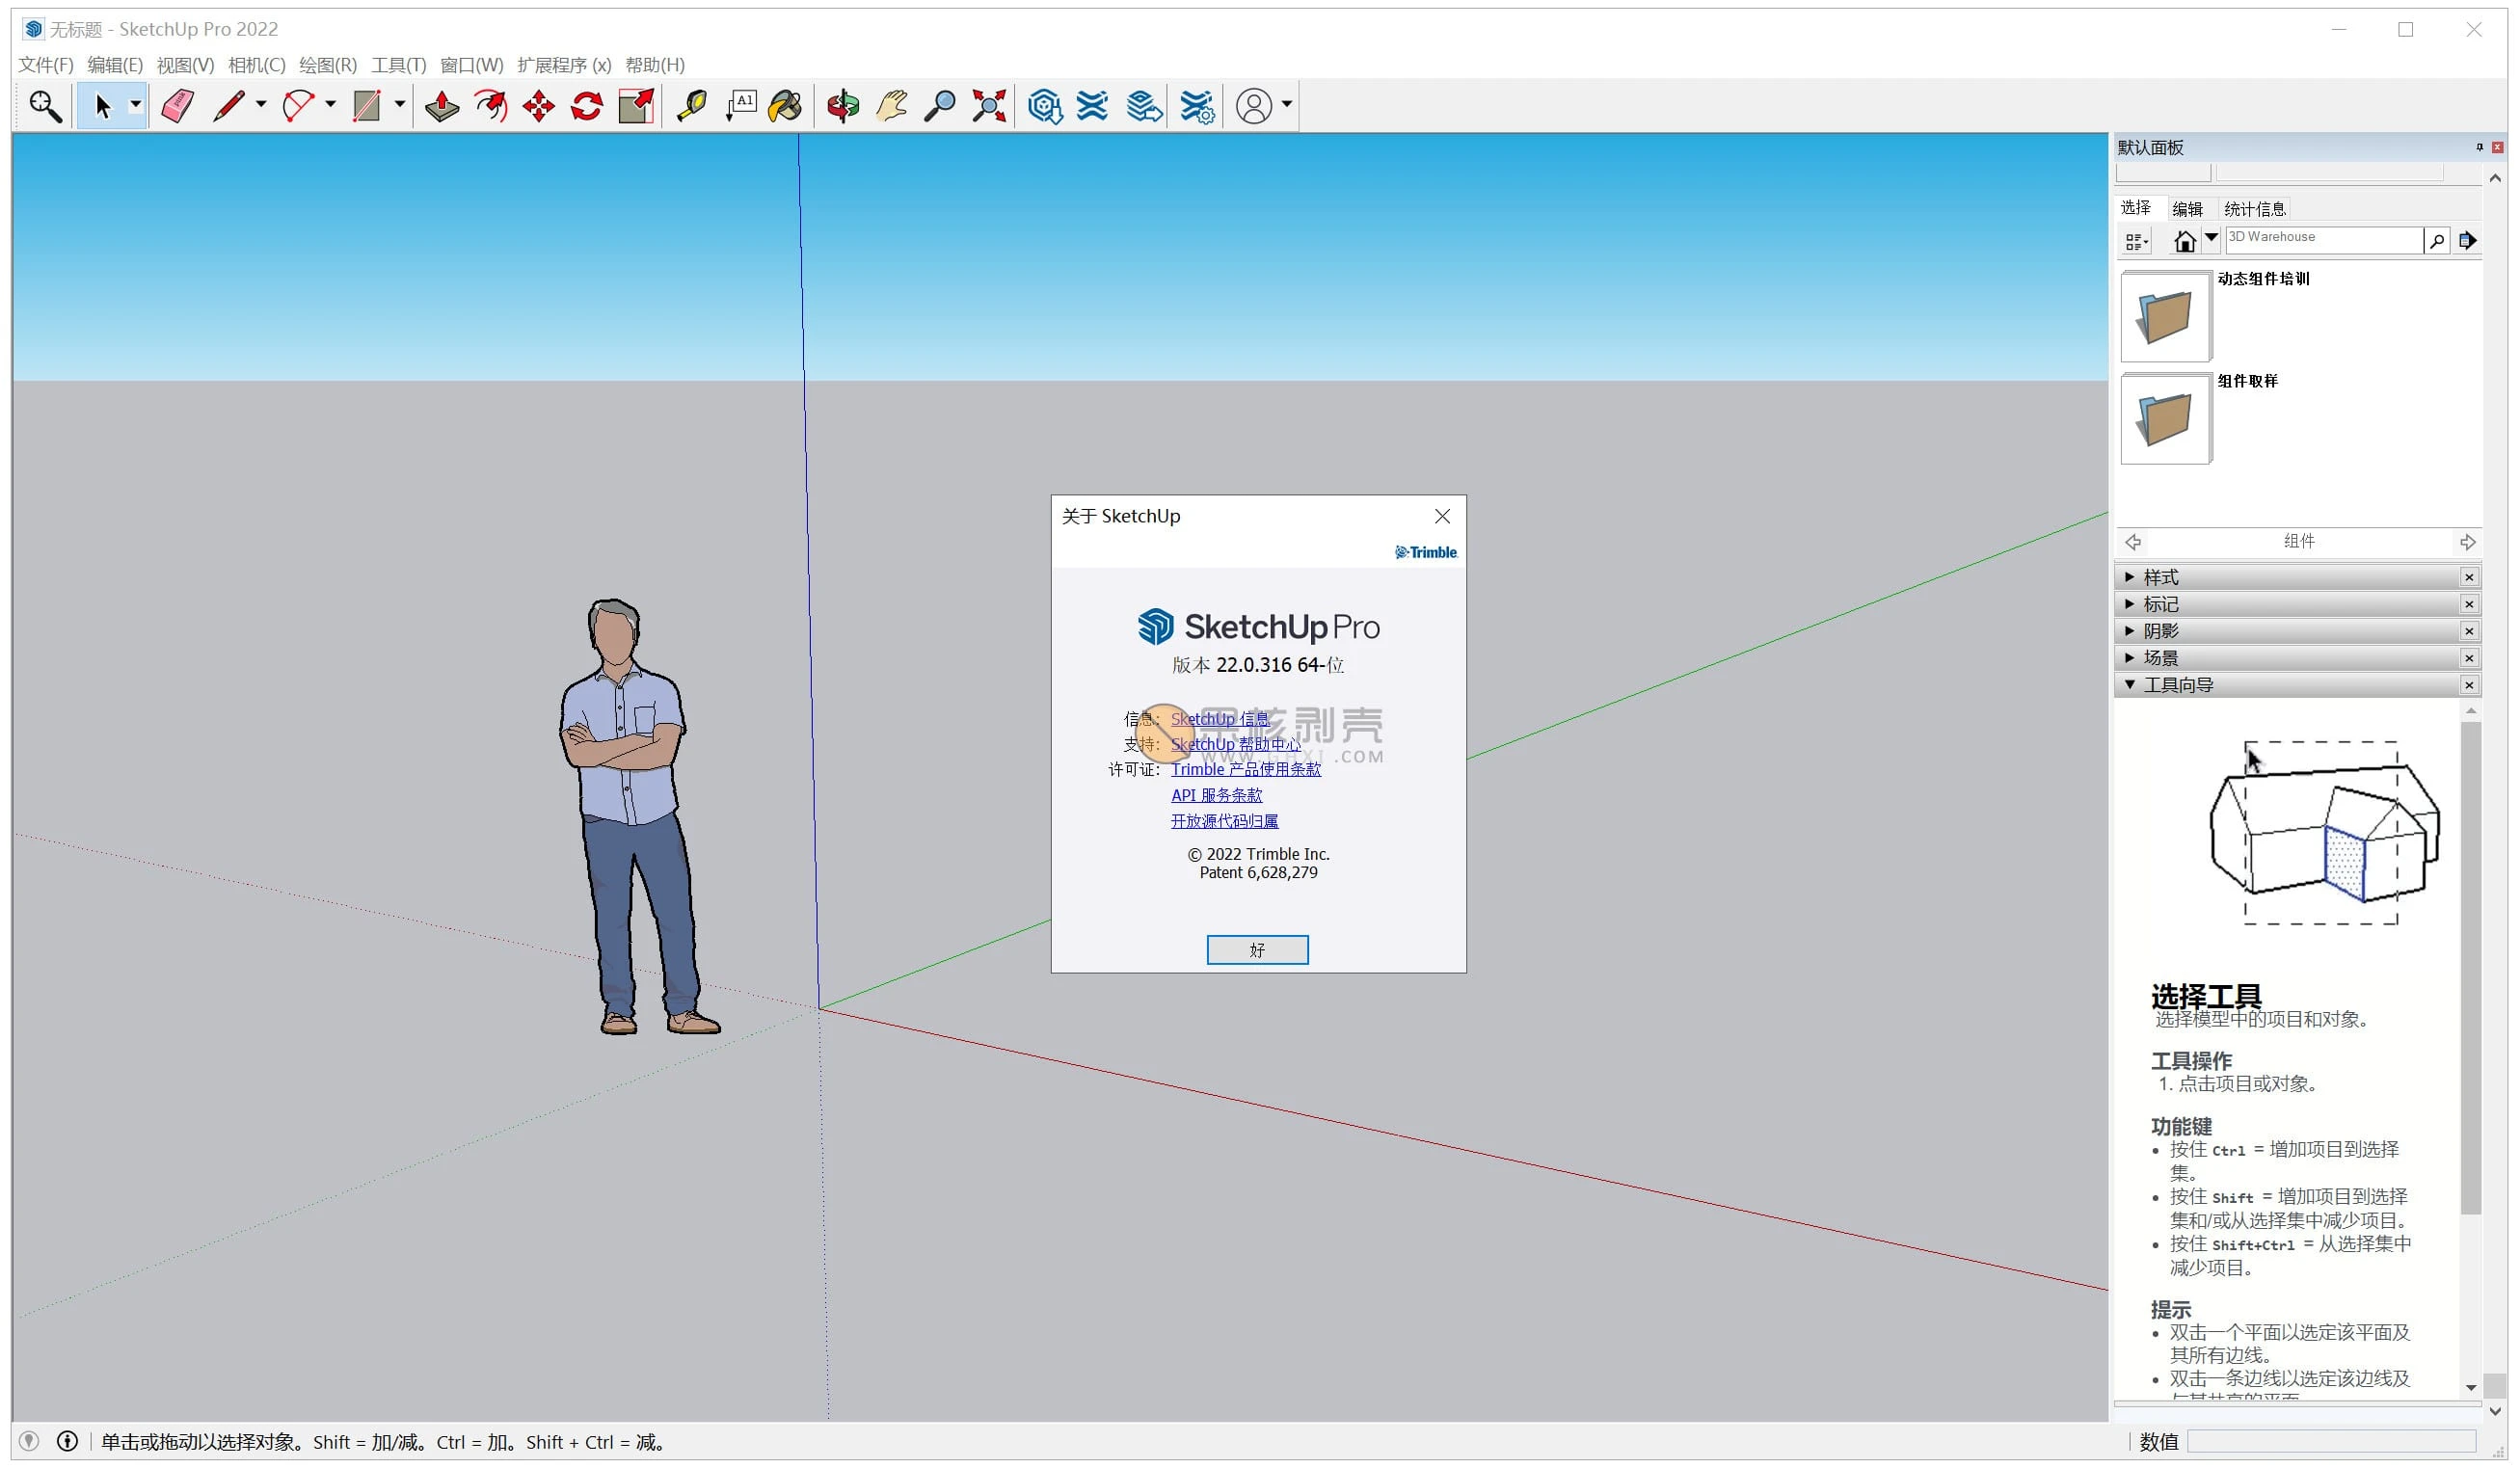 无标题 - SketchUp Pro 2022
文件(F) 编辑(E) 视图(V) 相机(C) 绘图(R) 工具(T) 窗口(W) 扩展程序 (x) 帮助(H)
A1
默认面板
选择 编辑 统计信息
3D Warehouse
动态组件培训
组件取样
组件
样式
标记
阴影
场景
工具向导
关于 SketchUp
Trimble
SketchUp Pro
版本 22.0.316 64-位
信息: SketchUp 信息
支持: SketchUp 帮助中心
许可证: Trimble 产品使用条款
API 服务条款
开放源代码归属
果核剥壳
WWW.GHXI.COM
© 2022 Trimble Inc.
Patent 6,628,279
好
选择工具
选择模型中的项目和对象。
工具操作
1. 点击项目或对象。
功能键
• 按住 Ctrl = 增加项目到选择
集。
• 按住 Shift = 增加项目到选择
集和/或从选择集中减少项目。
• 按住 Shift+Ctrl = 从选择集中
减少项目。
提示
• 双击一个平面以选定该平面及
其所有边线。
• 双击一条边线以选定该边线及
单击或拖动以选择对象。Shift = 加/减。Ctrl = 加。Shift + Ctrl = 减。
数值